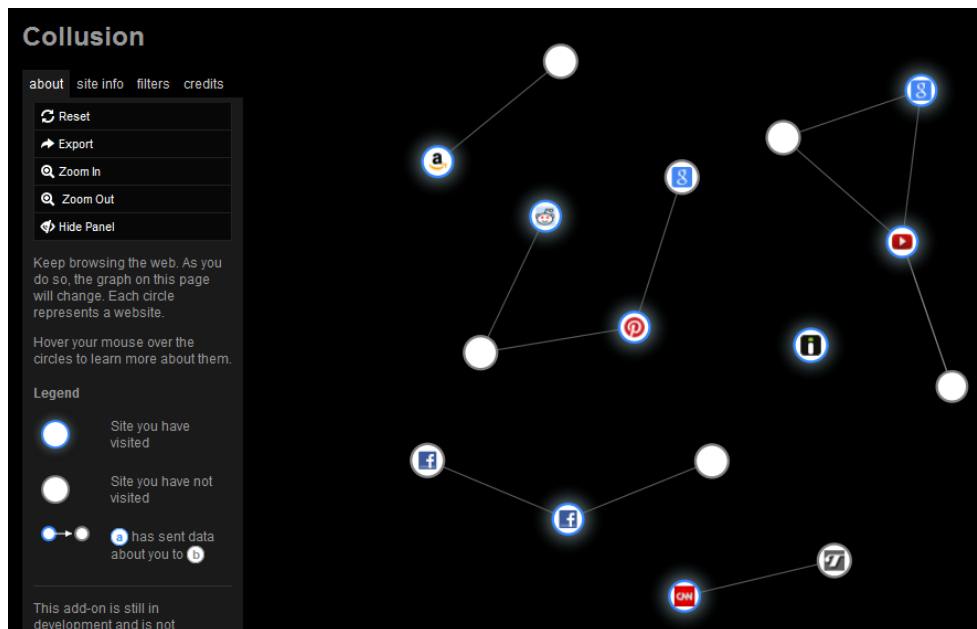 Collusion
about site info filters credits
Reset
Export
Zoom In
Zoom Out
Hide Panel
Keep browsing the web. As you
do so, the graph on this page
will change. Each circle
represents a website.
Hover your mouse over the
circles to learn more about them.
Legend
Site you have
visited
Site you have not
visited
a has sent data
about you to b
This add-on is still in
development and is not
a
8
8
f
f
i
CNN
T